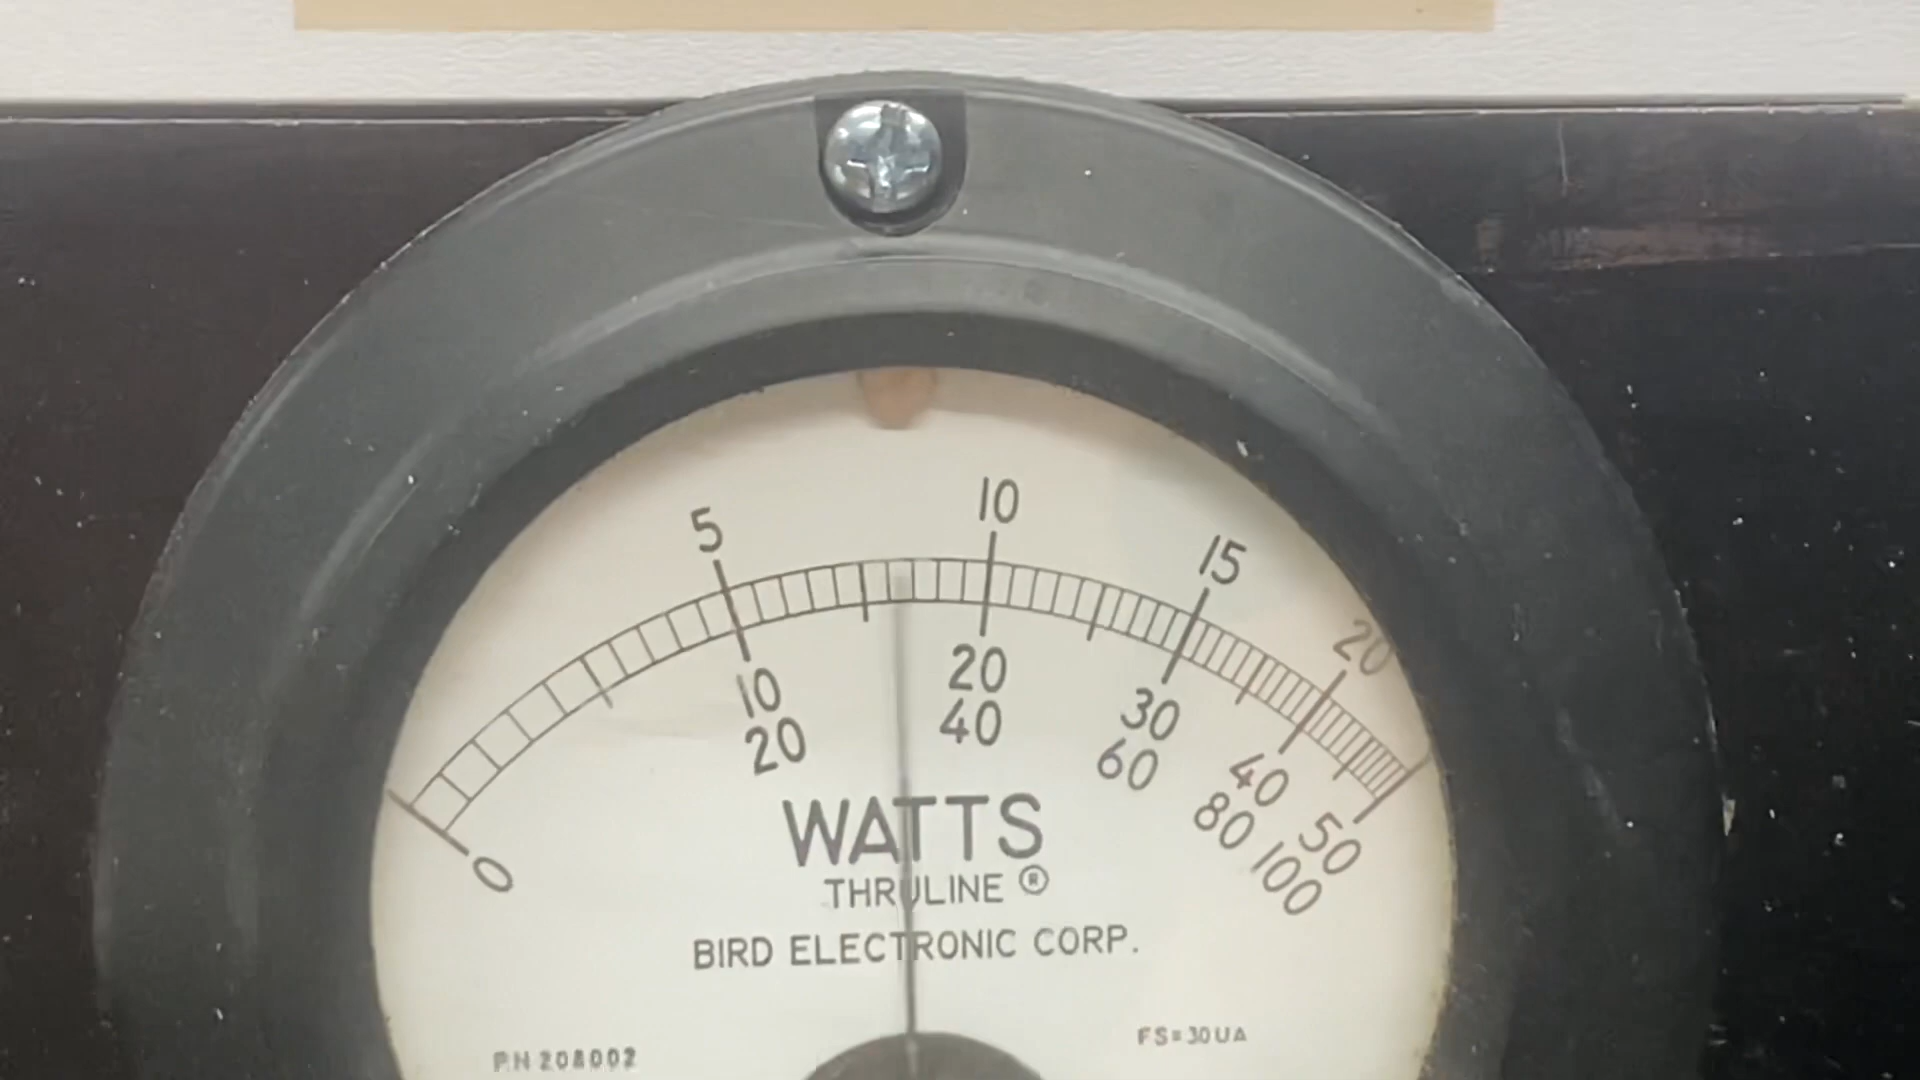 5 10 15 20
0 10 20 30 40 50
20 40 60 80 100
WATTS
THRULINE ®
BIRD ELECTRONIC CORP.
PN 208002 FS=30UA